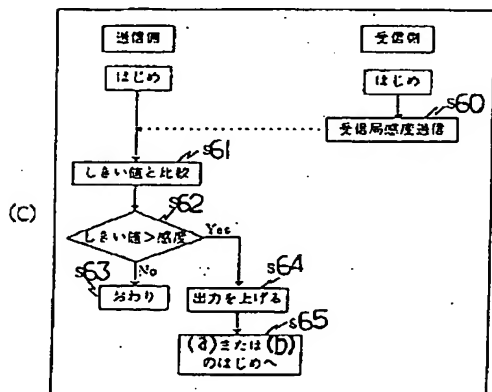 送信側
受信側
はじめ
はじめ
s60
受信局感度送信
s61
しきい値と比較
(c)
s62
しきい値>感度
Yes
s64
No
s63
おわり
出力を上げる
s65
(a)または(b)
のはじめへ